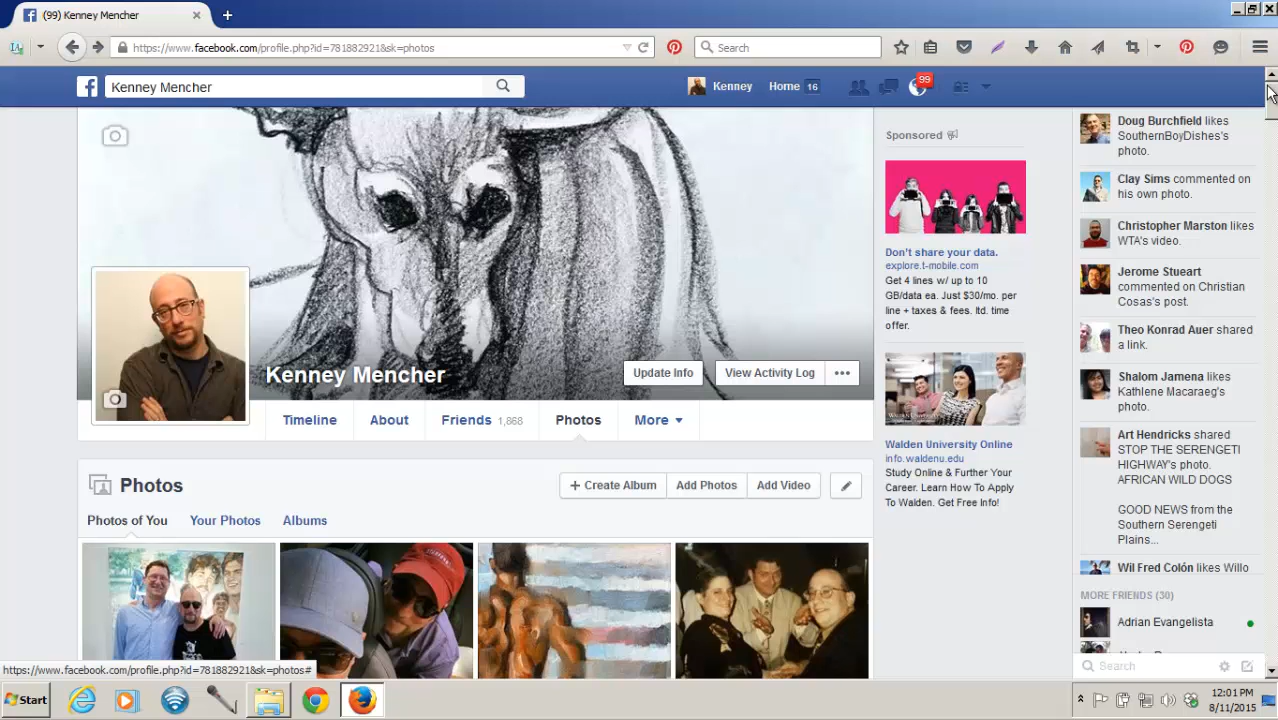 (99) Kenney Mencher
https://www.facebook.com/profile.php?id=781882921&sk=photos
Search
Kenney Mencher
Kenney
Home 16
99
Kenney Mencher
Update Info
View Activity Log
Timeline
About
Friends 1,868
Photos
More
Photos
+ Create Album
Add Photos
Add Video
Photos of You
Your Photos
Albums
Sponsored
Don't share your data.
explore.t-mobile.com
Get 4 lines w/ up to 10
GB/data ea. Just $30/mo. per
line + taxes & fees. ltd. time
offer.
Walden University Online
info.waldenu.edu
Study Online & Further Your
Career. Learn How To Apply
To Walden. Get Free Info!
Doug Burchfield likes
SouthernBoyDishes's
photo.
Clay Sims commented on
his own photo.
Christopher Marston likes
WTA's video.
Jerome Stueart
commented on Christian
Cosas's post.
Theo Konrad Auer shared
a link.
Shalom Jamena likes
Kathlene Macaraeg's
photo.
Art Hendricks shared
STOP THE SERENGETI
HIGHWAY's photo.
AFRICAN WILD DOGS
GOOD NEWS from the
Southern Serengeti
Plains...
Wil Fred Colón likes Willo
MORE FRIENDS (30)
Adrian Evangelista
Search
https://www.facebook.com/profile.php?id=781882921&sk=photos#
Start
12:01 PM
8/11/2015